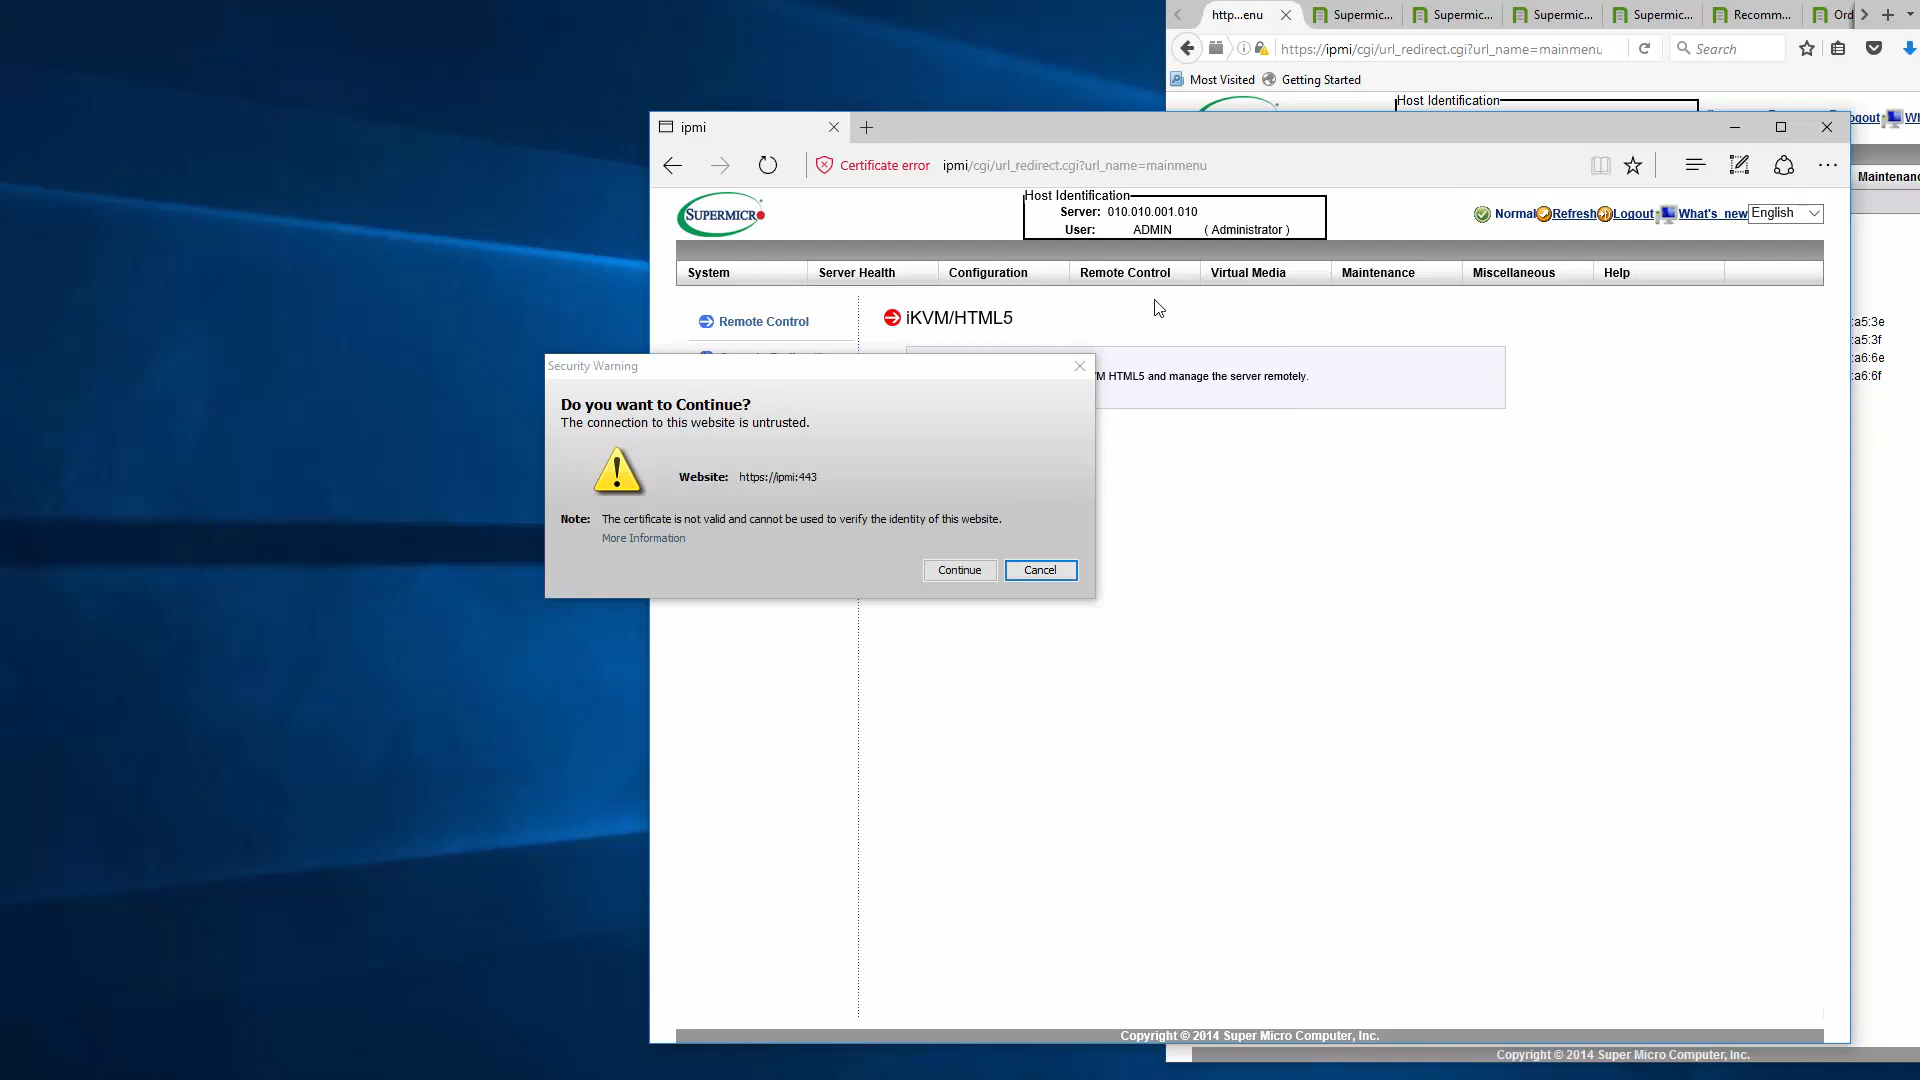 http...enu
Supermic...
Supermic...
Supermic...
Supermic...
Recomm...
Ord
https://ipmi/cgi/url_redirect.cgi?url_name=mainmenu
Search
Most Visited
Getting Started
Host Identification
ipmi
Certificate error
ipmi/cgi/url_redirect.cgi?url_name=mainmenu
SUPERMICR
Host Identification
Server: 010.010.001.010
User: ADMIN ( Administrator )
Normal Refresh Logout What's new English
System
Server Health
Configuration
Remote Control
Virtual Media
Maintenance
Miscellaneous
Help
Remote Control
iKVM/HTML5
HTML5 and manage the server remotely.
Security Warning
Do you want to Continue?
The connection to this website is untrusted.
Website: https://ipmi:443
Note: The certificate is not valid and cannot be used to verify the identity of this website.
More Information
Continue
Cancel
Copyright © 2014 Super Micro Computer, Inc.
ogout
Wh
Maintenanc
:a5:3e
:a5:3f
:a6:6e
:a6:6f
Copyright © 2014 Super Micro Computer, Inc.